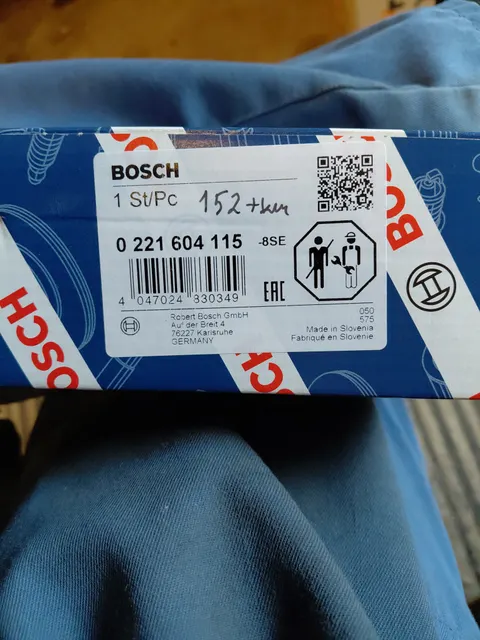 BOSCH
1 St/Pc 152 +km
0 221 604 115 -8SE
4 047024 830349
EAC
Robert Bosch GmbH
Auf der Breit 4
76227 Karlsruhe
GERMANY
050
575
Made in Slovenia
Fabriqué en Slovénie
BOSCH
BOSCH
BOSCH